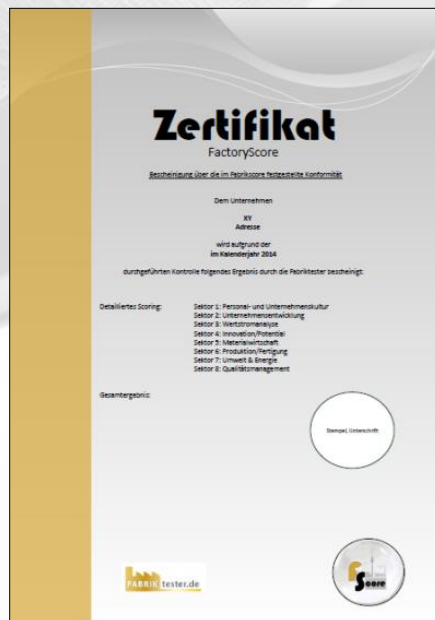 Zertifikat
FactoryScore
Bescheinigung über die im Fabrikscore festgestellte Konformität
Dem Unternehmen
XY
Adresse
wird aufgrund der
im Kalenderjahr 2014
durchgeführten Kontrolle folgendes Ergebnis durch die Fabriktester bescheinigt:
Detailliertes Scoring:
Sektor 1: Personal- und Unternehmenskultur
Sektor 2: Unternehmensentwicklung
Sektor 3: Wertstromanalyse
Sektor 4: Innovation/Potential
Sektor 5: Materialwirtschaft
Sektor 6: Produktion/Fertigung
Sektor 7: Umwelt & Energie
Sektor 8: Qualitätsmanagement
Gesamtergebnis:
Stempel, Unterschrift
FABRIKtester.de
F Score